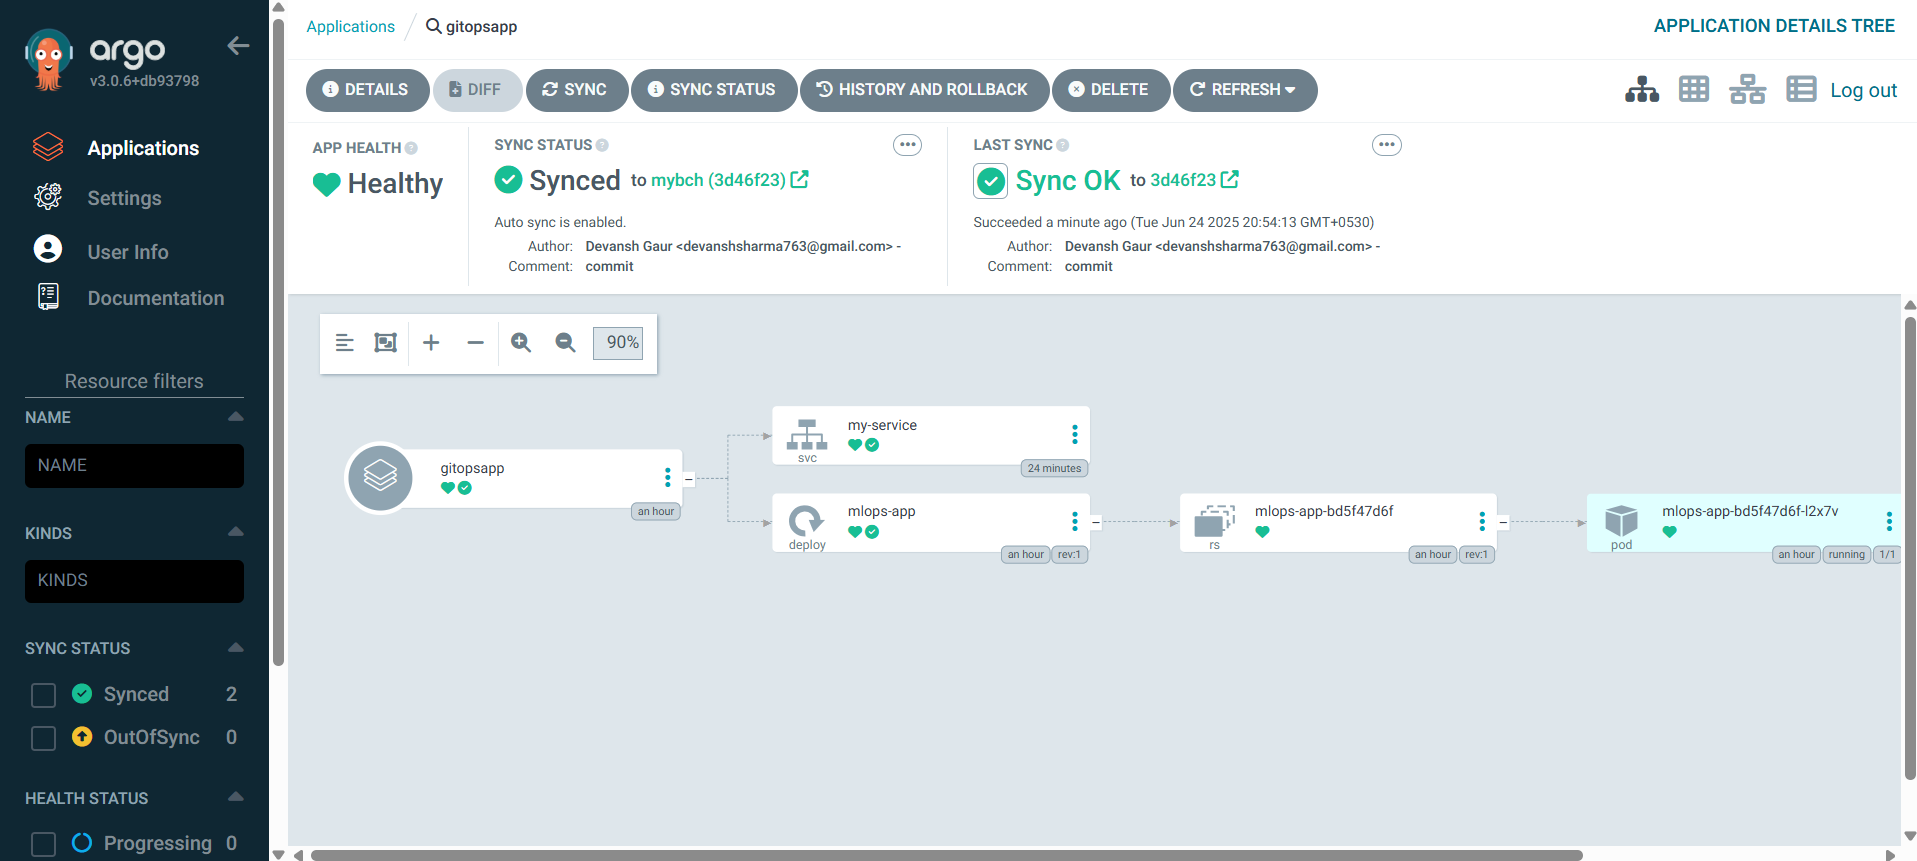 argo
v3.0.6+db93798
Applications
Settings
User Info
Documentation
Resource filters
NAME
NAME
KINDS
KINDS
SYNC STATUS
Synced 2
OutOfSync 0
HEALTH STATUS
Progressing 0
Applications / gitopsapp
APPLICATION DETAILS TREE
DETAILS DIFF SYNC SYNC STATUS HISTORY AND ROLLBACK DELETE REFRESH
Log out
APP HEALTH
Healthy
SYNC STATUS
Synced to mybch (3d46f23)
Auto sync is enabled.
Author: Devansh Gaur <devanshsharma763@gmail.com> -
Comment: commit
LAST SYNC
Sync OK to 3d46f23
Succeeded a minute ago (Tue Jun 24 2025 20:54:13 GMT+0530)
Author: Devansh Gaur <devanshsharma763@gmail.com> -
Comment: commit
90%
gitopsapp
an hour
my-service
svc
24 minutes
mlops-app
deploy
an hour rev:1
mlops-app-bd5f47d6f
rs
an hour rev:1
mlops-app-bd5f47d6f-l2x7v
pod
an hour running 1/1